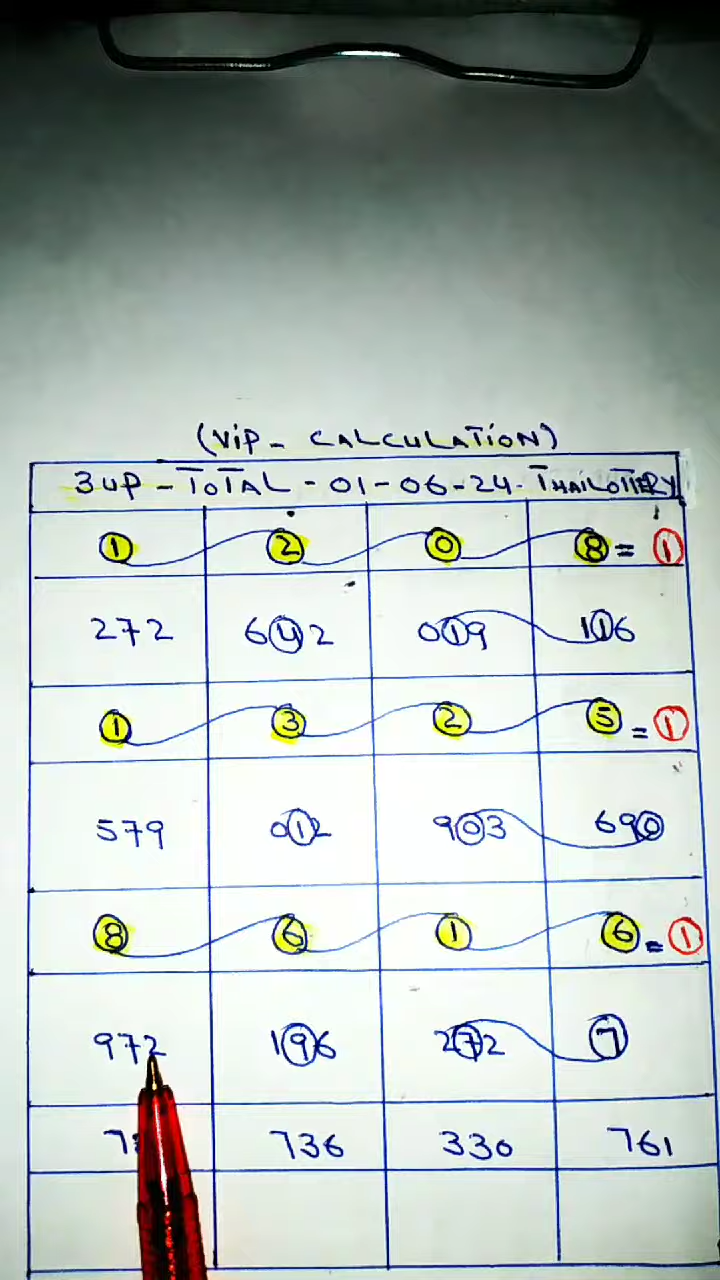 (VIP - CALCULATION)
3UP - TOTAL - 01-06-24. THAILOTTERY
1 2 0 8 = 1
272 642 019 116
1 3 2 5 = 1
579 012 903 690
8 6 1 6 = 1
972 196 272 7
736 330 761